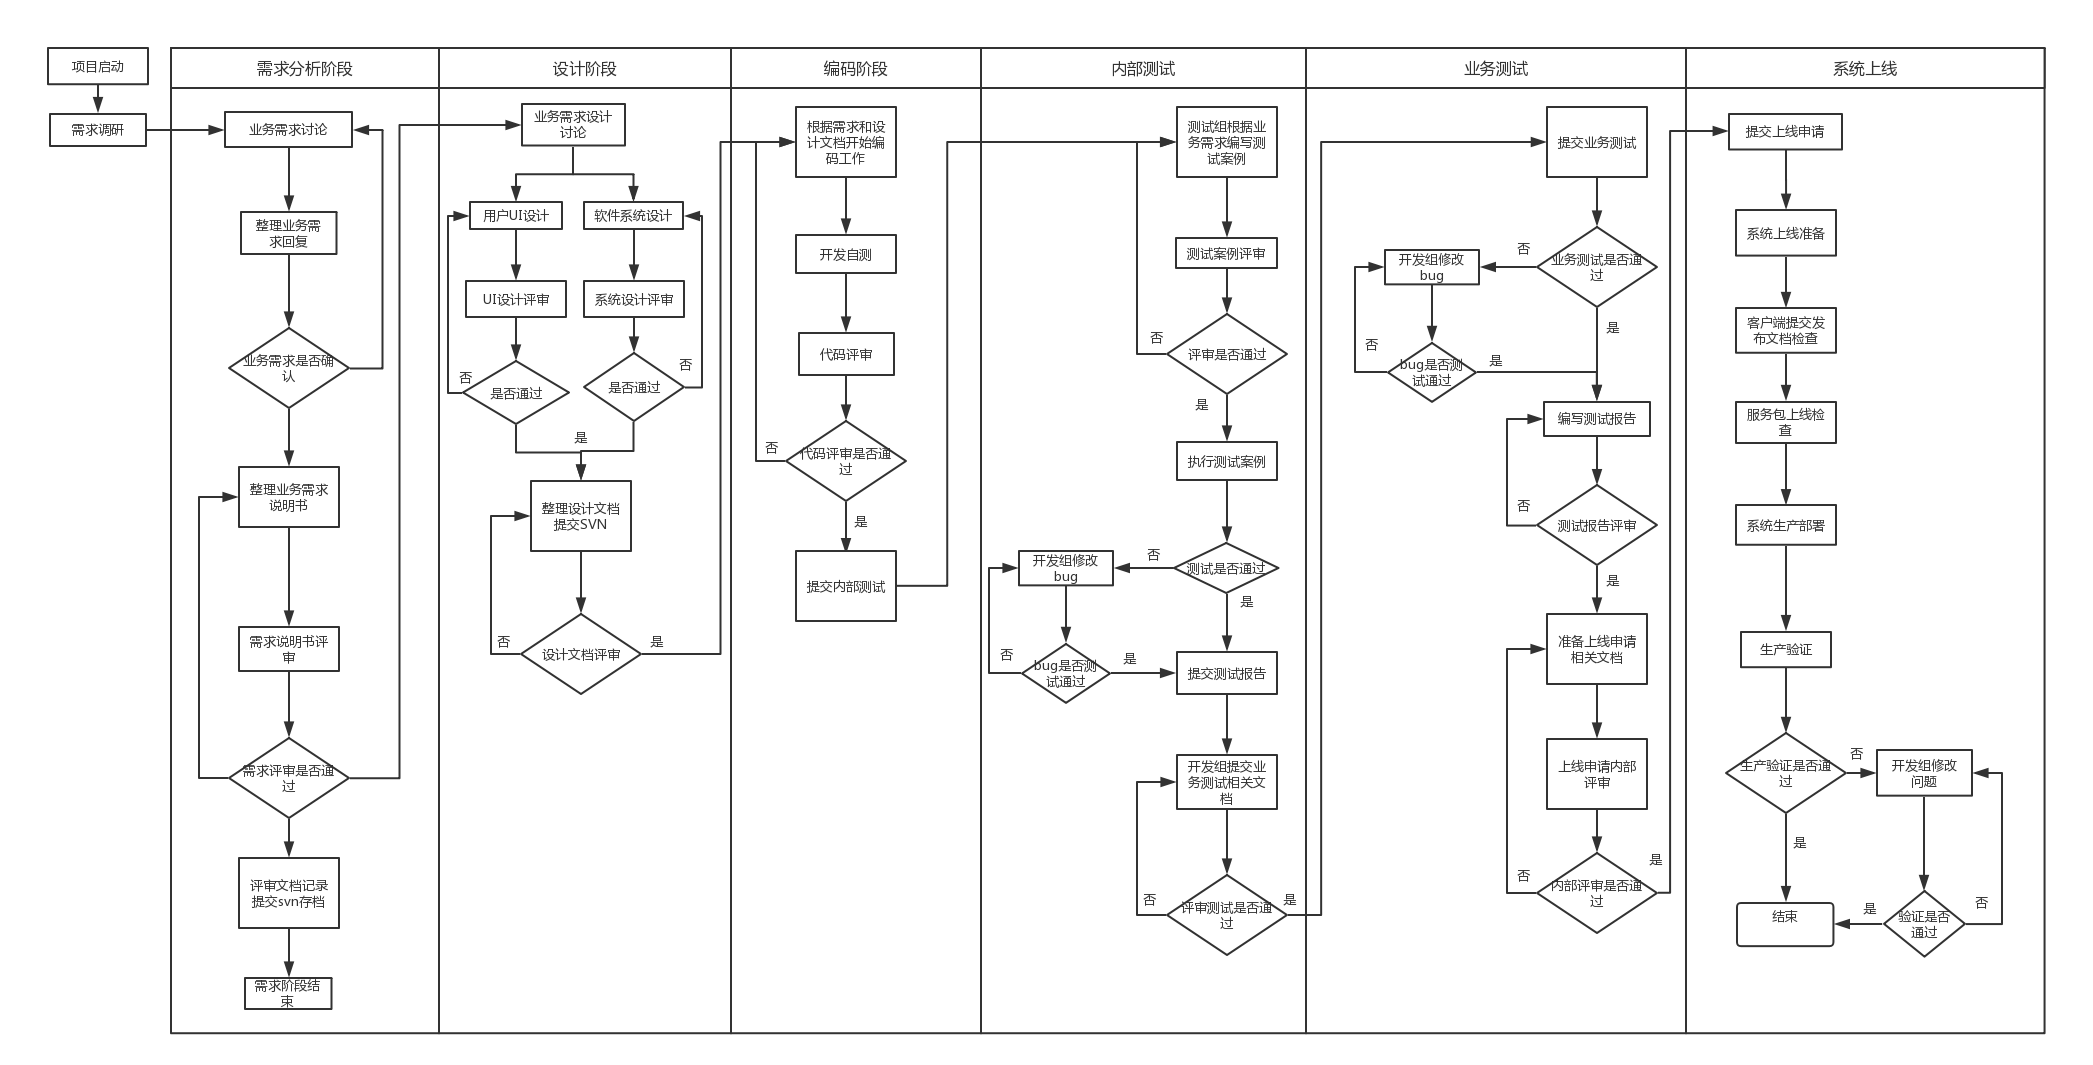 项目启动
需求调研
需求分析阶段
业务需求讨论
整理业务需
求回复
业务需求是否确
认
整理业务需求
说明书
需求说明书评
审
需求评审是否通
过
评审文档记录
提交svn存档
需求阶段结
束
设计阶段
业务需求设计
讨论
用户UI设计
软件系统设计
UI设计评审
系统设计评审
否
是否通过
否
是否通过
是
整理设计文档
提交SVN
否
设计文档评审
是
编码阶段
根据需求和设
计文档开始编
码工作
开发自测
代码评审
否
代码评审是否通
过
是
提交内部测试
内部测试
测试组根据业
务需求编写测
试案例
测试案例评审
否
评审是否通过
是
执行测试案例
开发组修改
bug
否
测试是否通过
是
否
bug是否测
试通过
是
提交测试报告
开发组提交业
务测试相关文
档
否
评审测试是否通
过
是
业务测试
提交业务测试
开发组修改
bug
否
业务测试是否通
过
是
否
bug是否测
试通过
是
编写测试报告
否
测试报告评审
是
准备上线申请
相关文档
上线申请内部
评审
否
内部评审是否通
过
是
系统上线
提交上线申请
系统上线准备
客户端提交发
布文档检查
服务包上线检
查
系统生产部署
生产验证
生产验证是否通
过
否
开发组修改
问题
是
结束
是
验证是否
通过
否